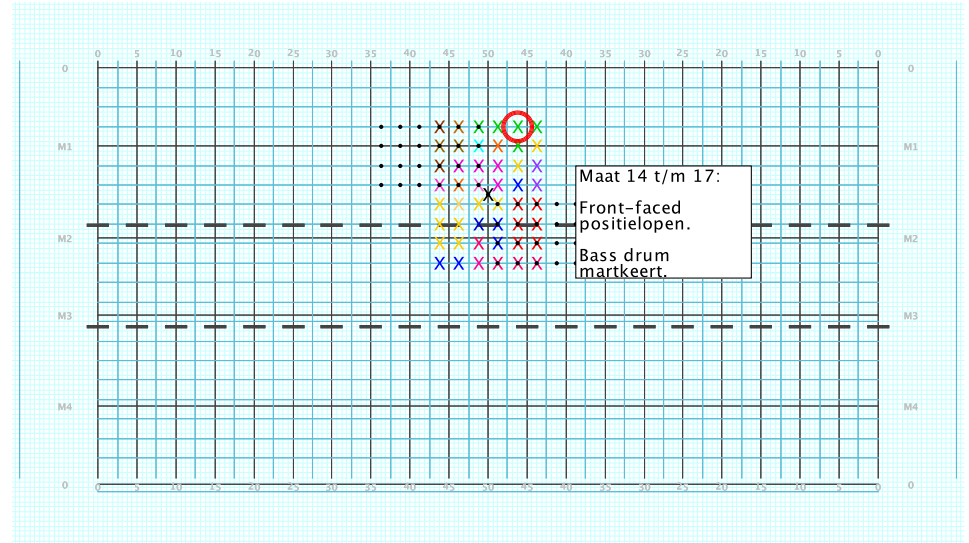 0 5 10 15 20 25 30 35 40 45 50 45 40 35 30 25 20 15 10 5 0
0 0
M1 M1
Maat 14 t/m 17:
Front-faced
positielopen.
M2 M2
Bass drum
martkeert.
M3 M3
M4 M4
0 0
0 5 10 15 20 25 30 35 40 45 50 45 40 35 30 25 20 15 10 5 0